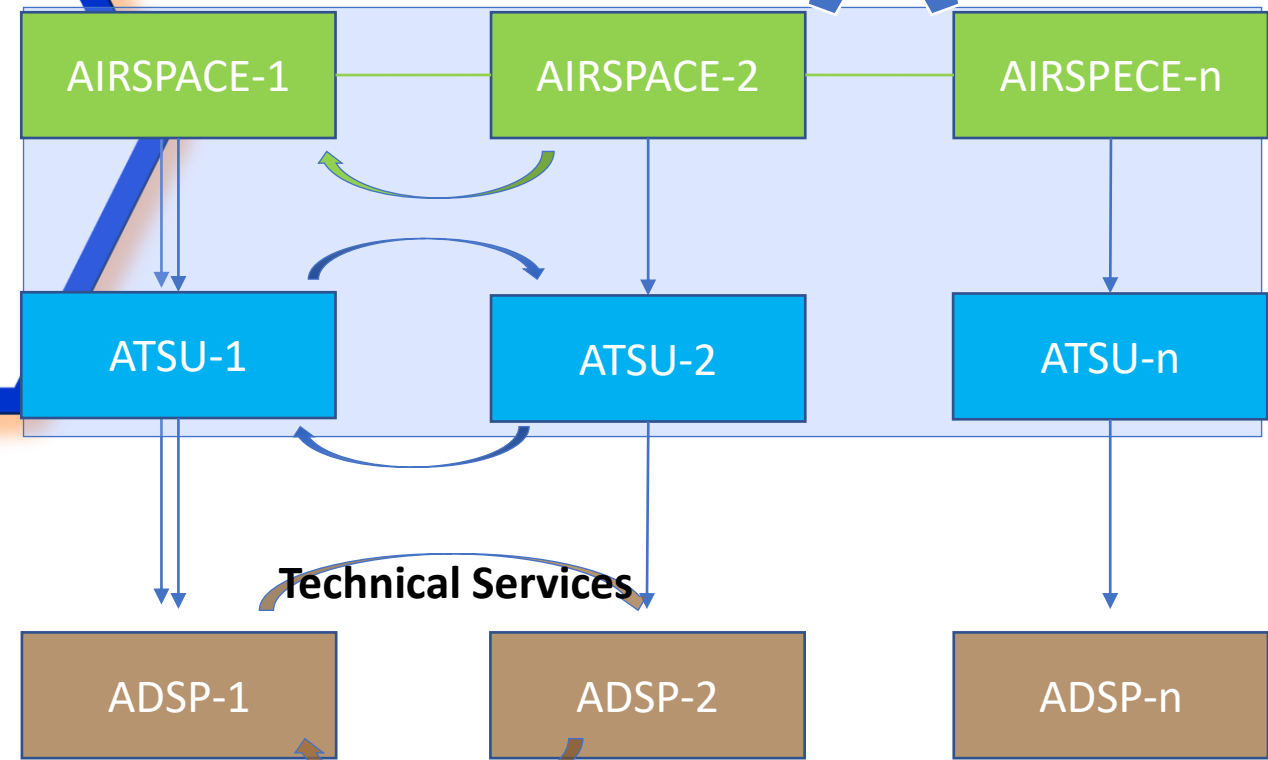 AIRSPACE-1
AIRSPACE-2
AIRSPECE-n
ATSU-1
ATSU-2
ATSU-n
Technical Services
ADSP-1
ADSP-2
ADSP-n